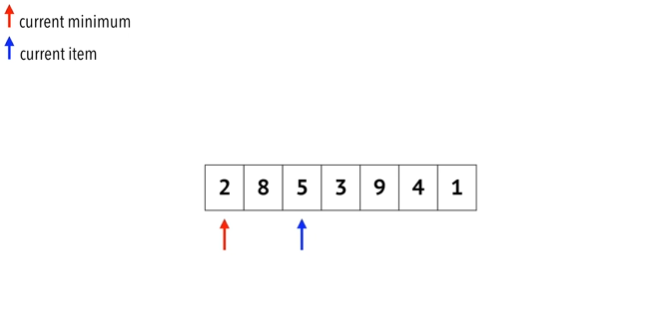 current minimum
current item
2 8 5 3 9 4 1